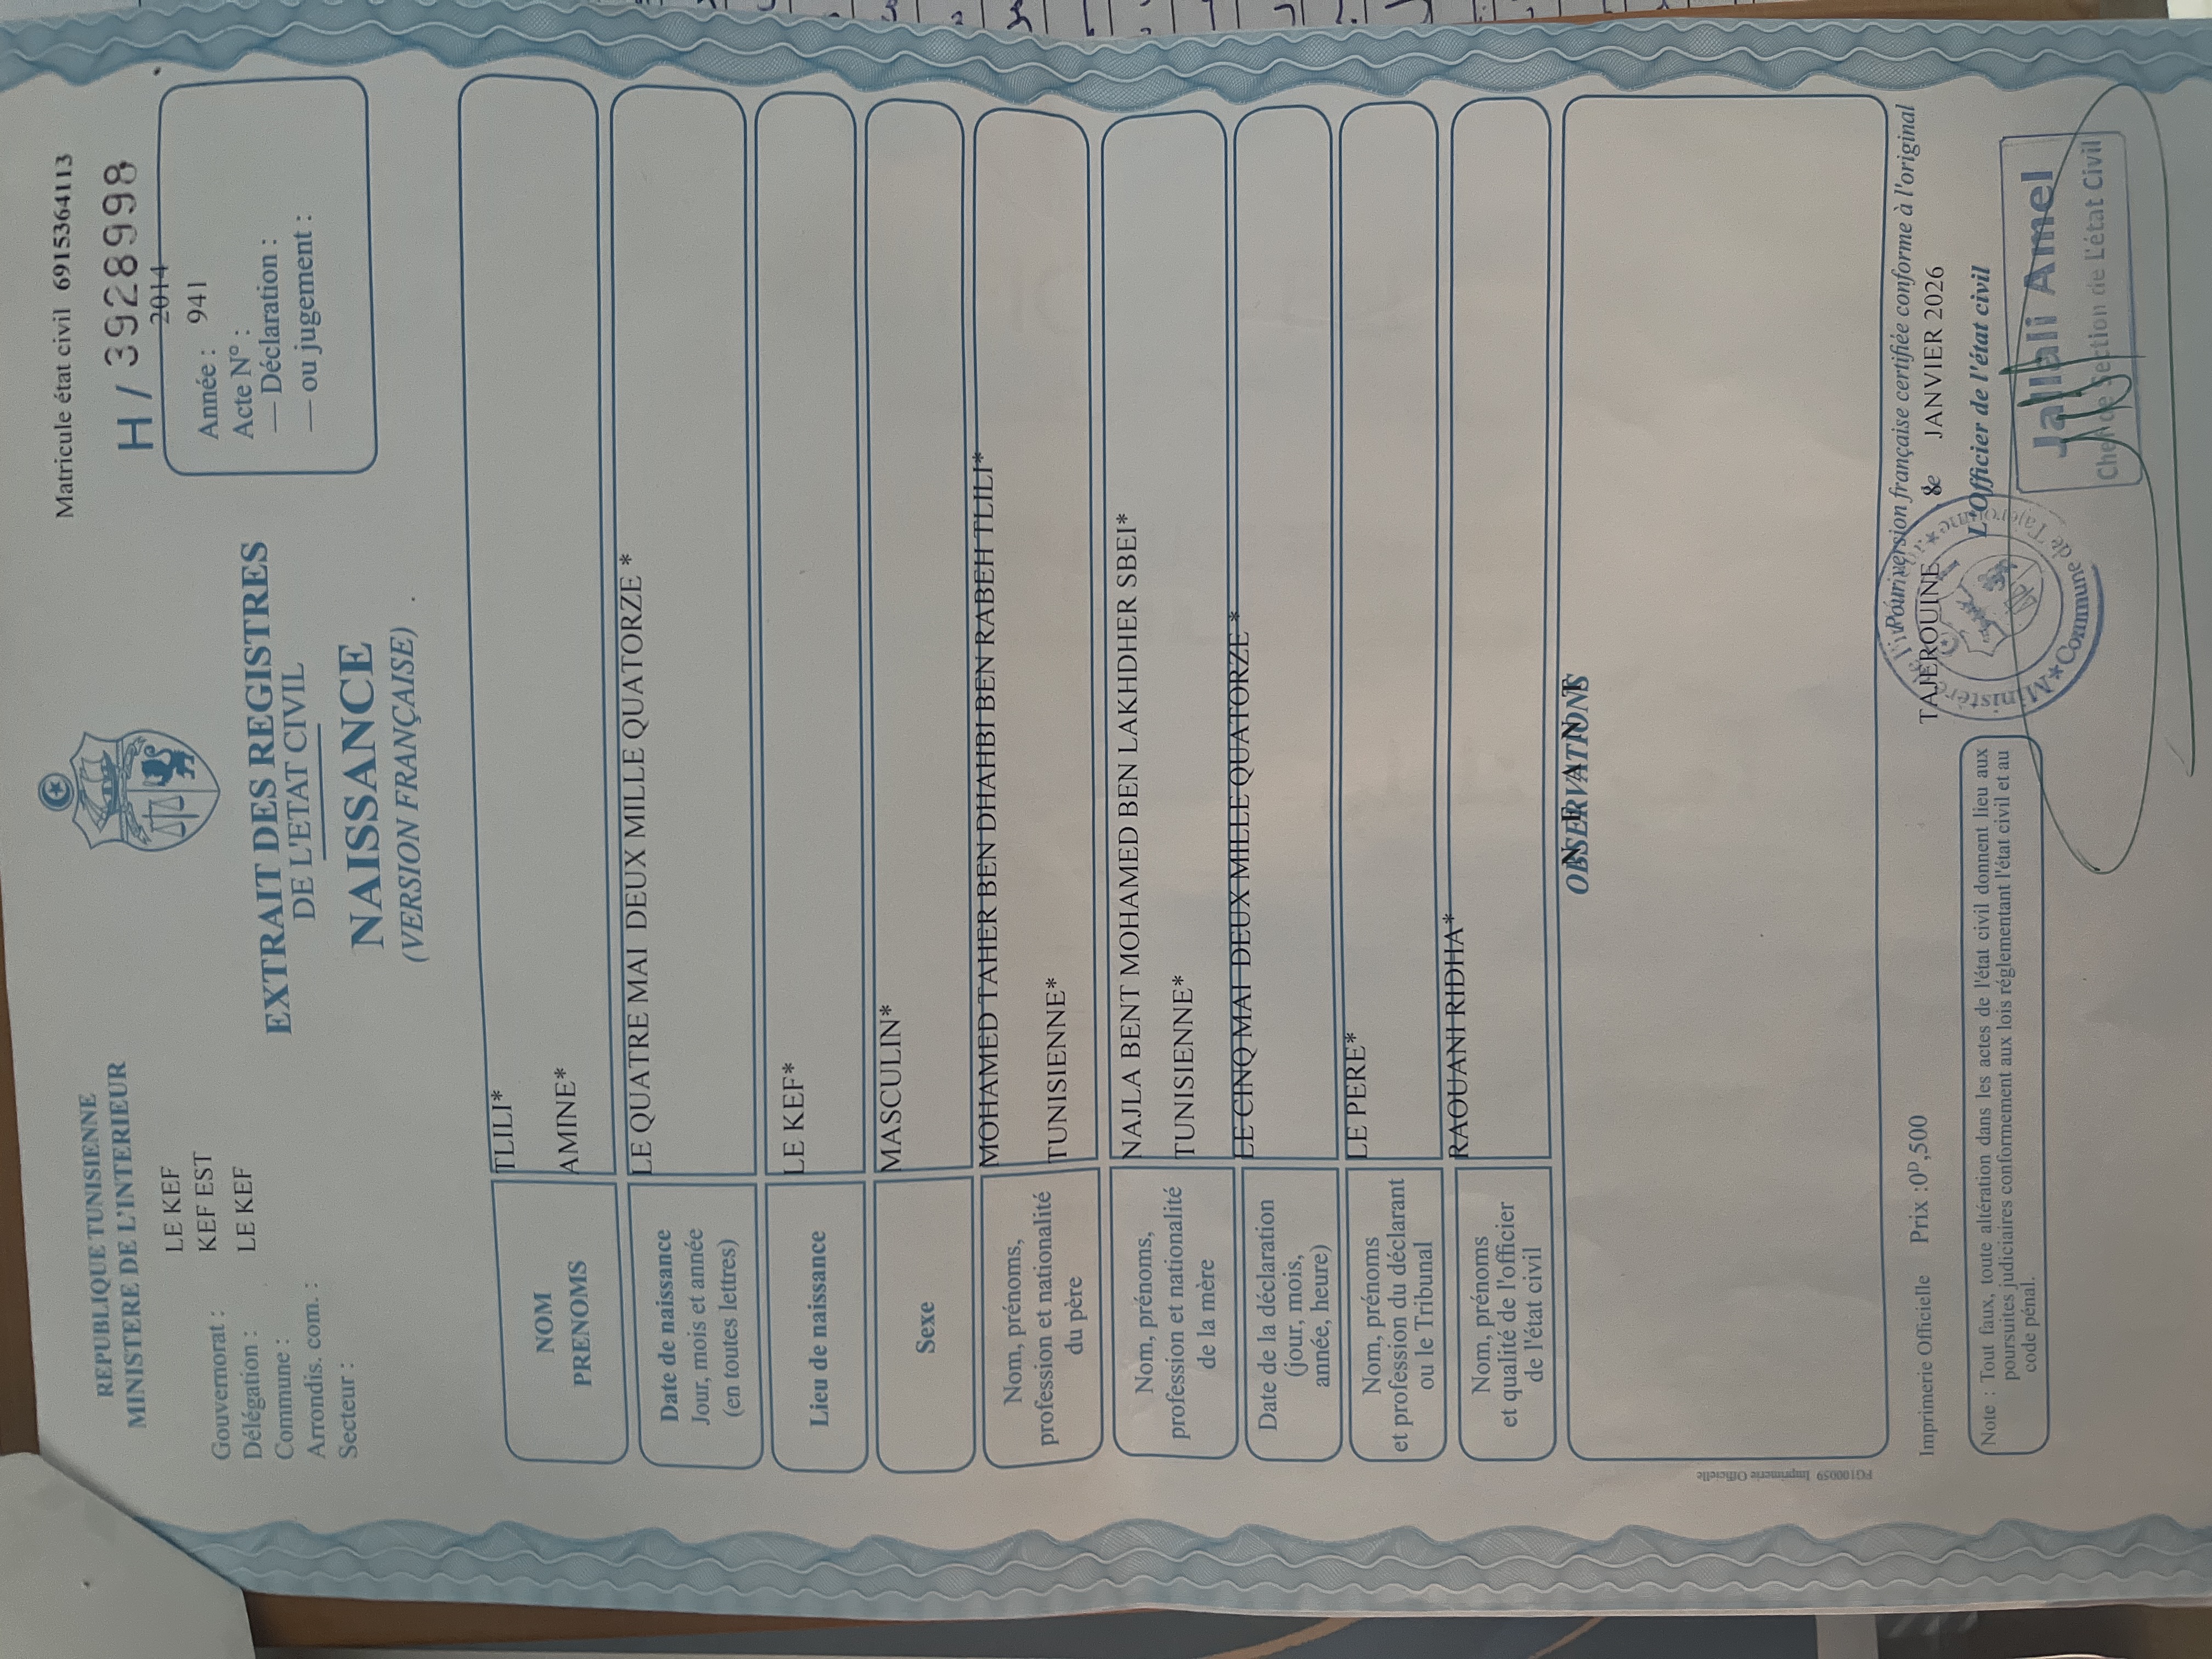 REPUBLIQUE TUNISIENNE
MINISTERE DE L'INTERIEUR
Matricule état civil 69153641113
H / 3928998
Gouvernorat : LE KEF
Délégation : KEF EST
Commune : LE KEF
Arrondis. com. :
Secteur :
Année : 2014
Acte N° : 941
— Déclaration :
— ou jugement :
EXTRAIT DES REGISTRES
DE L'ETAT CIVIL
NAISSANCE
(VERSION FRANÇAISE)
NOM TLILI*
PRENOMS AMINE*
Date de naissance
Jour, mois et année
(en toutes lettres)
LE QUATRE MAI DEUX MILLE QUATORZE *
Lieu de naissance LE KEF*
Sexe MASCULIN*
Nom, prénoms,
profession et nationalité
du père
MOHAMED TAHER BEN DHAHBI BEN RABEH TLILI*
TUNISIENNE*
Nom, prénoms,
profession et nationalité
de la mère
NAJLA BENT MOHAMED BEN LAKHDHER SBEI*
TUNISIENNE*
Date de la déclaration
(jour, mois,
année, heure)
LE CINQ MAI DEUX MILLE QUATORZE *
Nom, prénoms
et profession du déclarant
ou le Tribunal
LE PERE*
Nom, prénoms
et qualité de l'officier
de l'état civil
RAOUANI RIDHA*
OBSERVATIONS
NEANT
PG100059 Imprimerie Officielle
Imprimerie Officielle Prix :0ᴰ,500
Pour version française certifiée conforme à l'original
TAJEROUINE JANVIER 2026
L'Officier de l'état civil
Jallali Amel
Chef de Section de L'état Civil
Commune de Tajerouine
Note : Tout faux, toute altération dans les actes de l'état civil donnent lieu aux
poursuites judiciaires conformement aux lois réglementant l'état civil et au
code pénal.